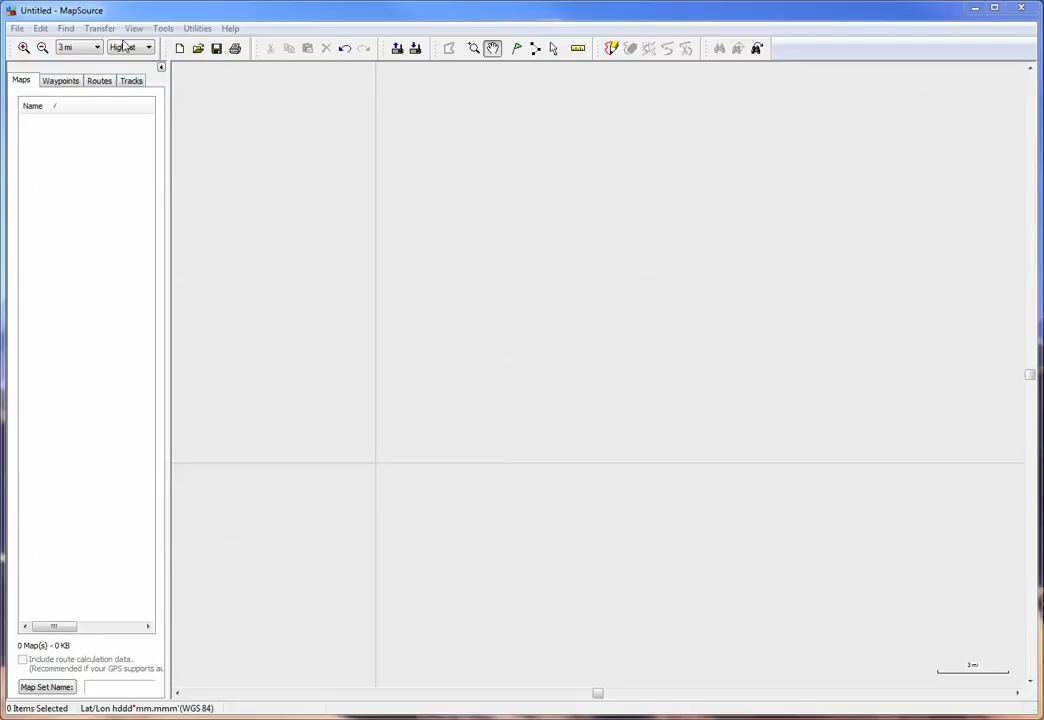 Untitled - MapSource
File Edit Find Transfer View Tools Utilities Help
3 mi Highest
Maps Waypoints Routes Tracks
Name /
0 Map(s) - 0 KB
Include route calculation data.
(Recommended if your GPS supports au
Map Set Name:
3 mi
0 Items Selected Lat/Lon hddd°mm.mmm'(WGS 84)